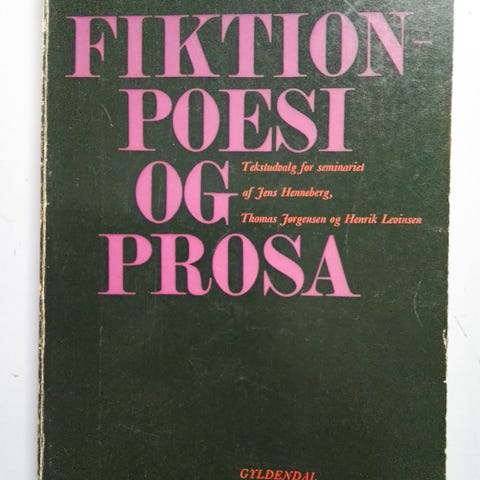 FIKTION-
POESI
OG
PROSA
Tekstudvalg for seminariet
af Jens Henneberg,
Thomas Jørgensen og Henrik Levinsen
GYLDENDAL